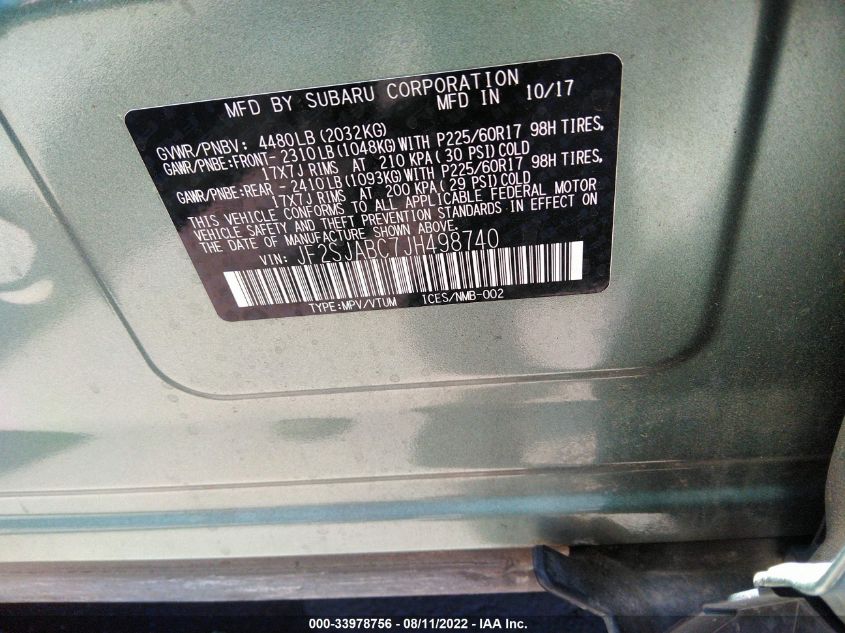 MFD BY SUBARU CORPORATION
MFD IN 10/17
GVWR/PNBV: 4480LB(2032KG)
GAWR/PNBE:FRONT- 2310LB(1048KG)WITH P225/60R17 98H TIRES,
17X7J RIMS AT 210 KPA(30 PSI)COLD
GAWR/PNBE:REAR - 2410LB(1093KG)WITH P225/60R17 98H TIRES,
17X7J RIMS AT 200 KPA(29 PSI)COLD
THIS VEHICLE CONFORMS TO ALL APPLICABLE FEDERAL MOTOR
VEHICLE SAFETY AND THEFT PREVENTION STANDARDS IN EFFECT ON
THE DATE OF MANUFACTURE SHOWN ABOVE.
VIN: JF2SJABC7JH498740
TYPE:MPV/VTUM ICES/NMB-002
000-33978756 - 08/11/2022 - IAA Inc.